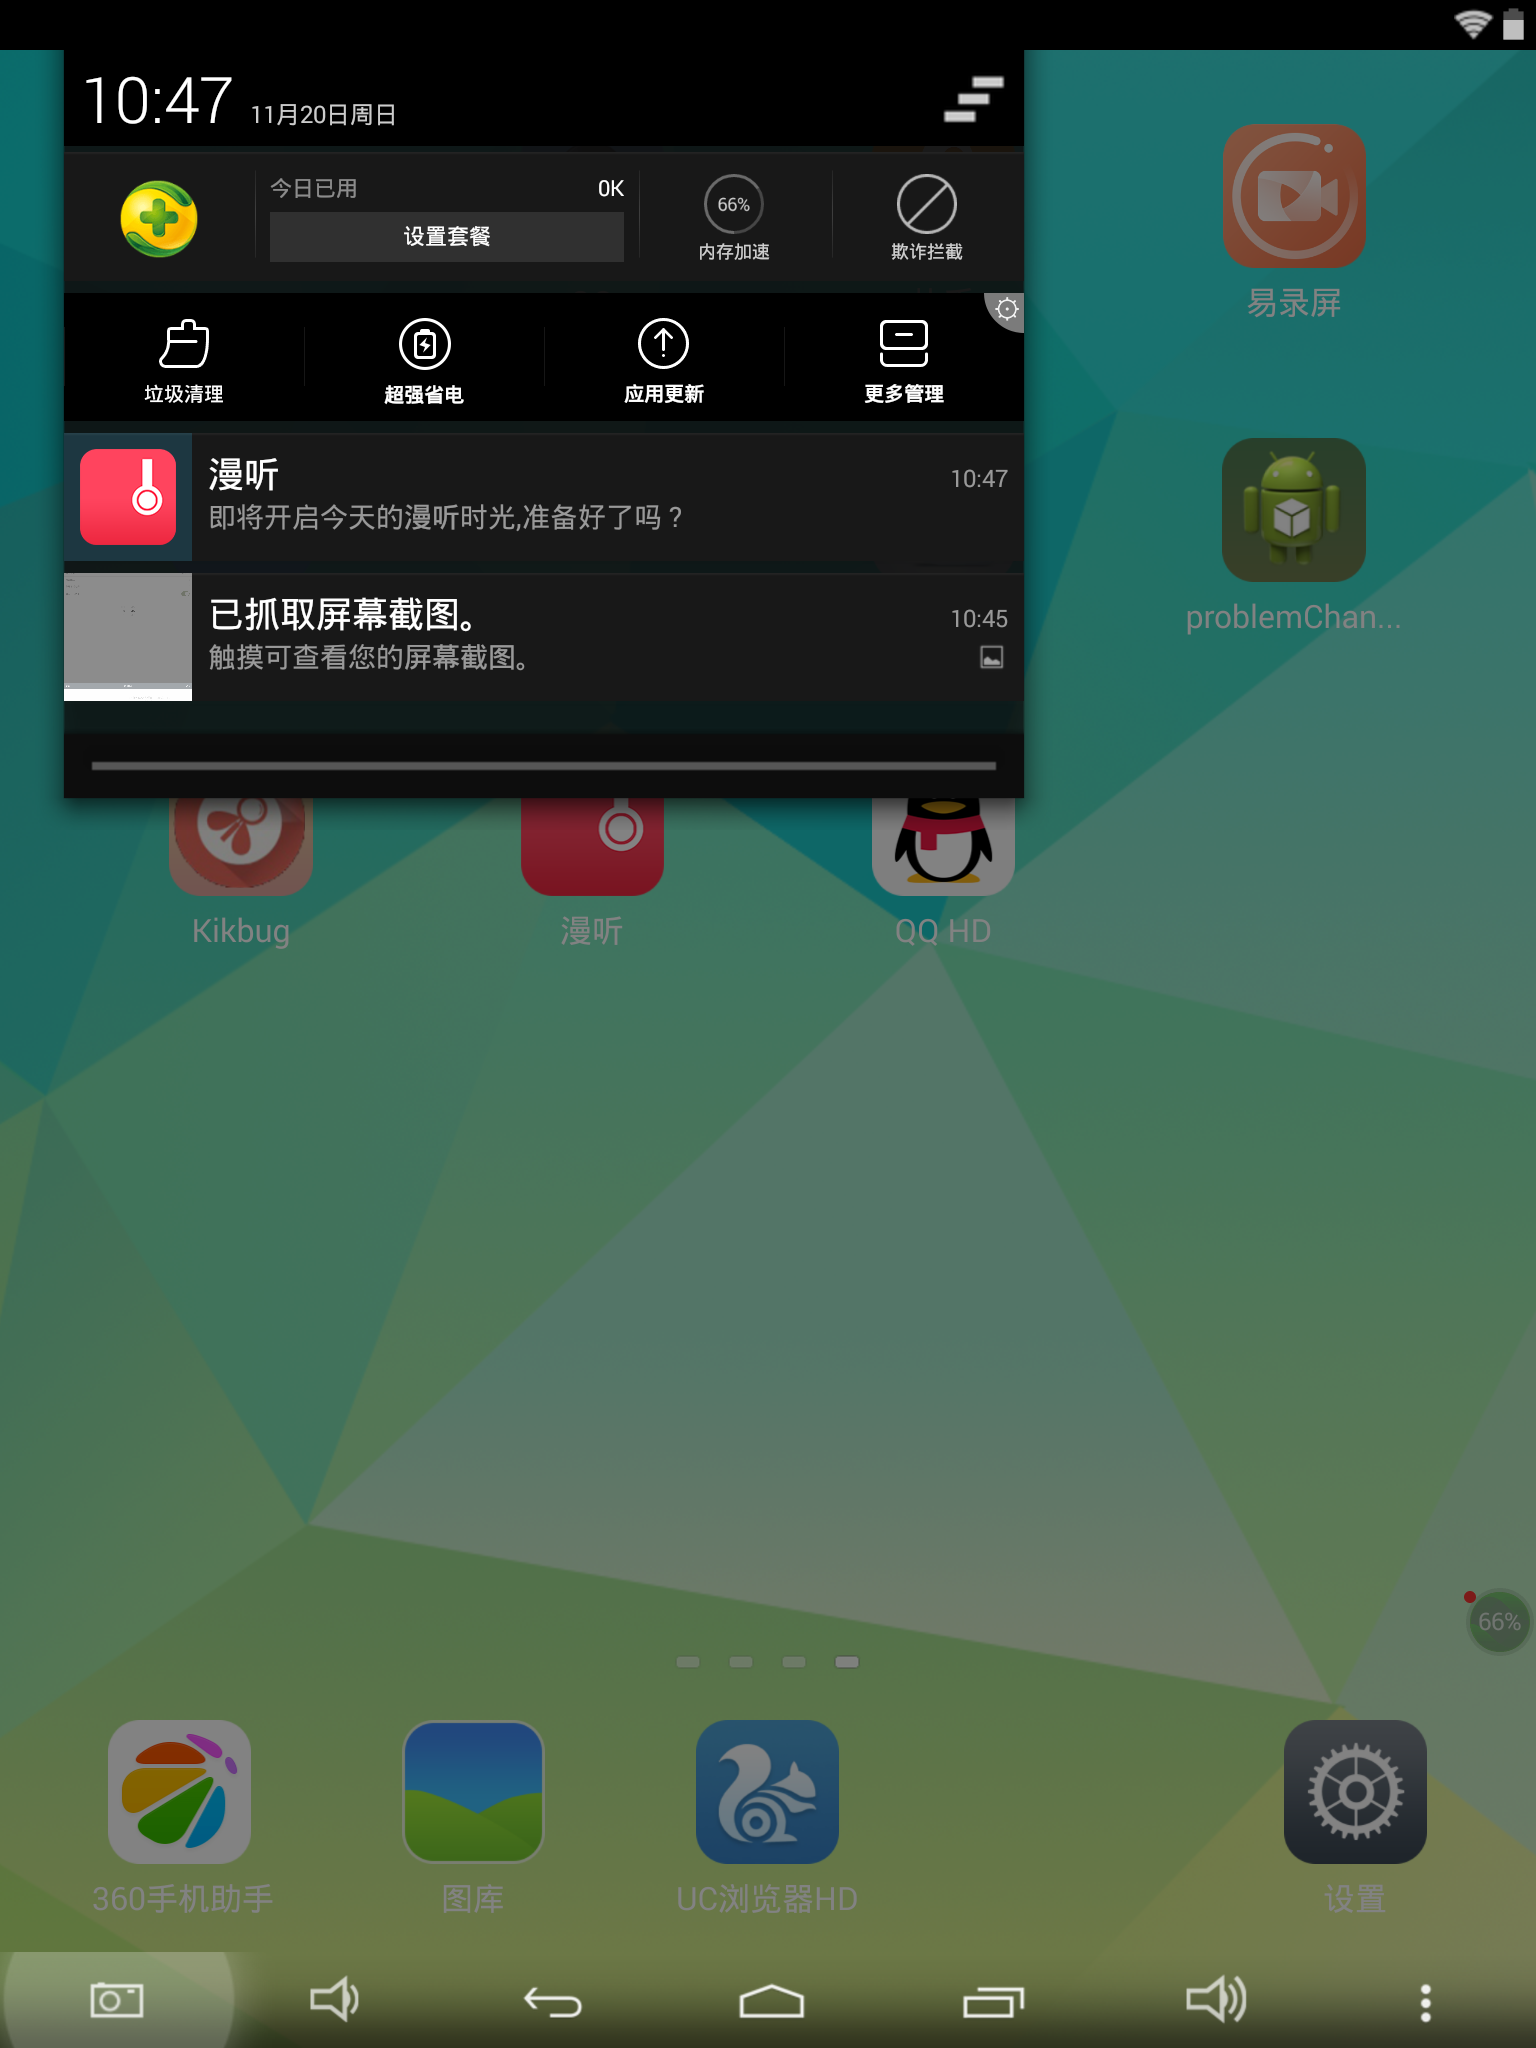 10:47 11月20日周日
今日已用 0K
设置套餐
66%
内存加速
欺诈拦截
垃圾清理
超强省电
应用更新
更多管理
漫听 10:47
即将开启今天的漫听时光,准备好了吗？
已抓取屏幕截图。 10:45
触摸可查看您的屏幕截图。
易录屏
problemChan...
Kikbug
漫听
QQ HD
66%
360手机助手
图库
UC浏览器HD
设置